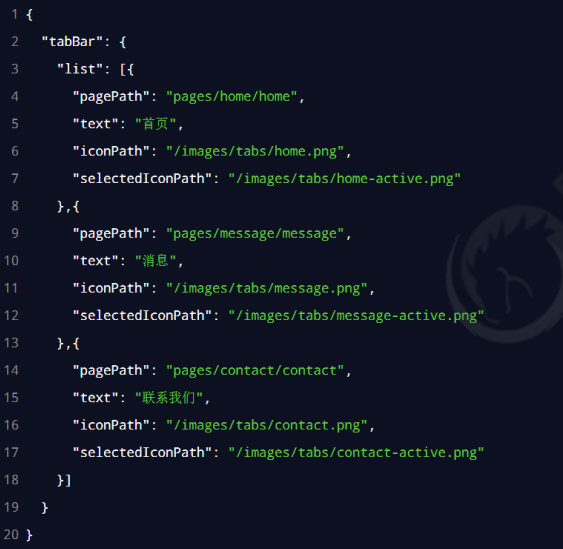 1 {
2   "tabBar": {
3     "list": [{
4       "pagePath": "pages/home/home",
5       "text": "首页",
6       "iconPath": "/images/tabs/home.png",
7       "selectedIconPath": "/images/tabs/home-active.png"
8     },{
9       "pagePath": "pages/message/message",
10       "text": "消息",
11       "iconPath": "/images/tabs/message.png",
12       "selectedIconPath": "/images/tabs/message-active.png"
13     },{
14       "pagePath": "pages/contact/contact",
15       "text": "联系我们",
16       "iconPath": "/images/tabs/contact.png",
17       "selectedIconPath": "/images/tabs/contact-active.png"
18     }]
19   }
20 }